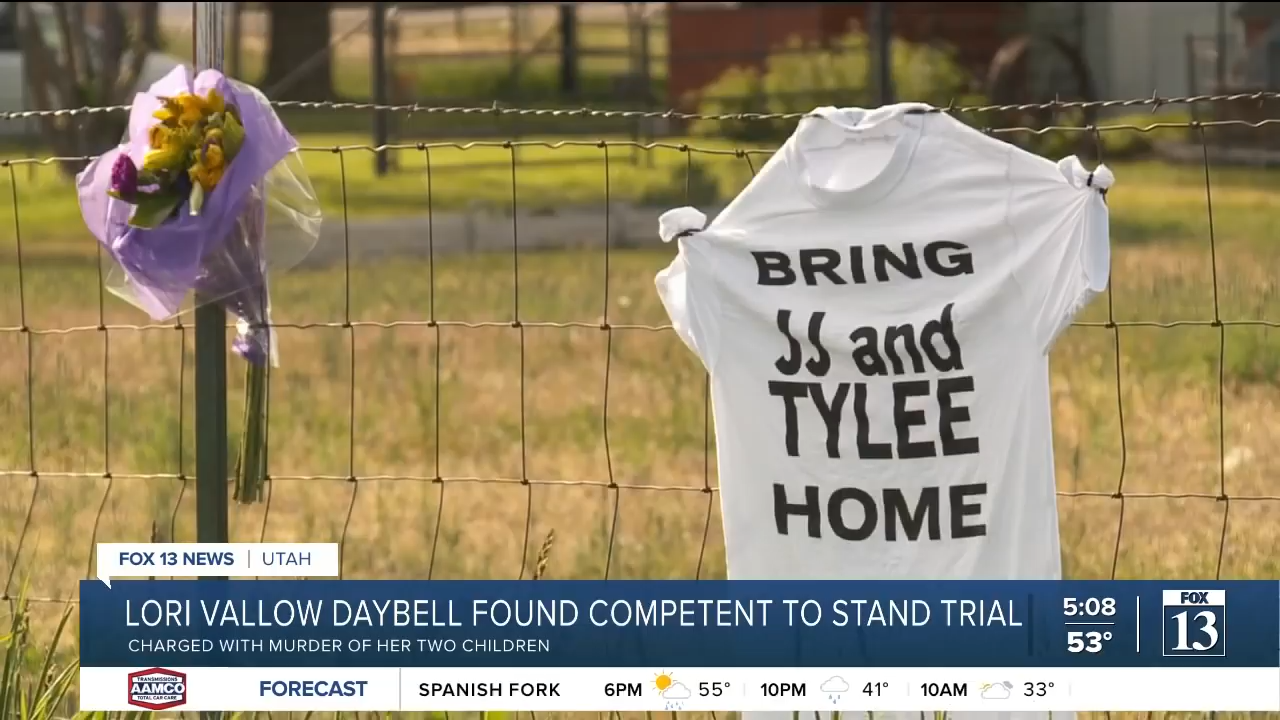 BRING
JJ and
TYLEE
HOME
FOX 13 NEWS | UTAH
LORI VALLOW DAYBELL FOUND COMPETENT TO STAND TRIAL
CHARGED WITH MURDER OF HER TWO CHILDREN
5:08
53°
FOX
13
TRANSMISSIONS
AAMCO
TOTAL CAR CARE
FORECAST
SPANISH FORK 6PM 55° 10PM 41° 10AM 33°